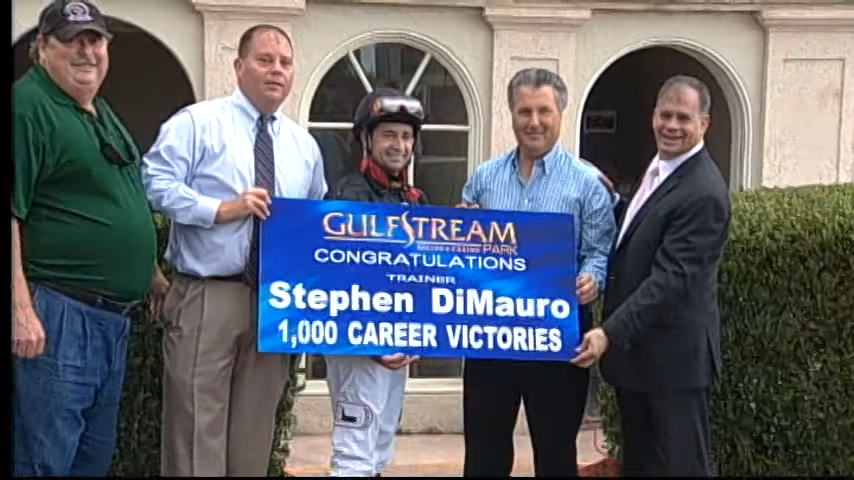 GULFSTREAM
RACING & CASINO PARK
CONGRATULATIONS
TRAINER
Stephen DiMauro
1,000 CAREER VICTORIES
L